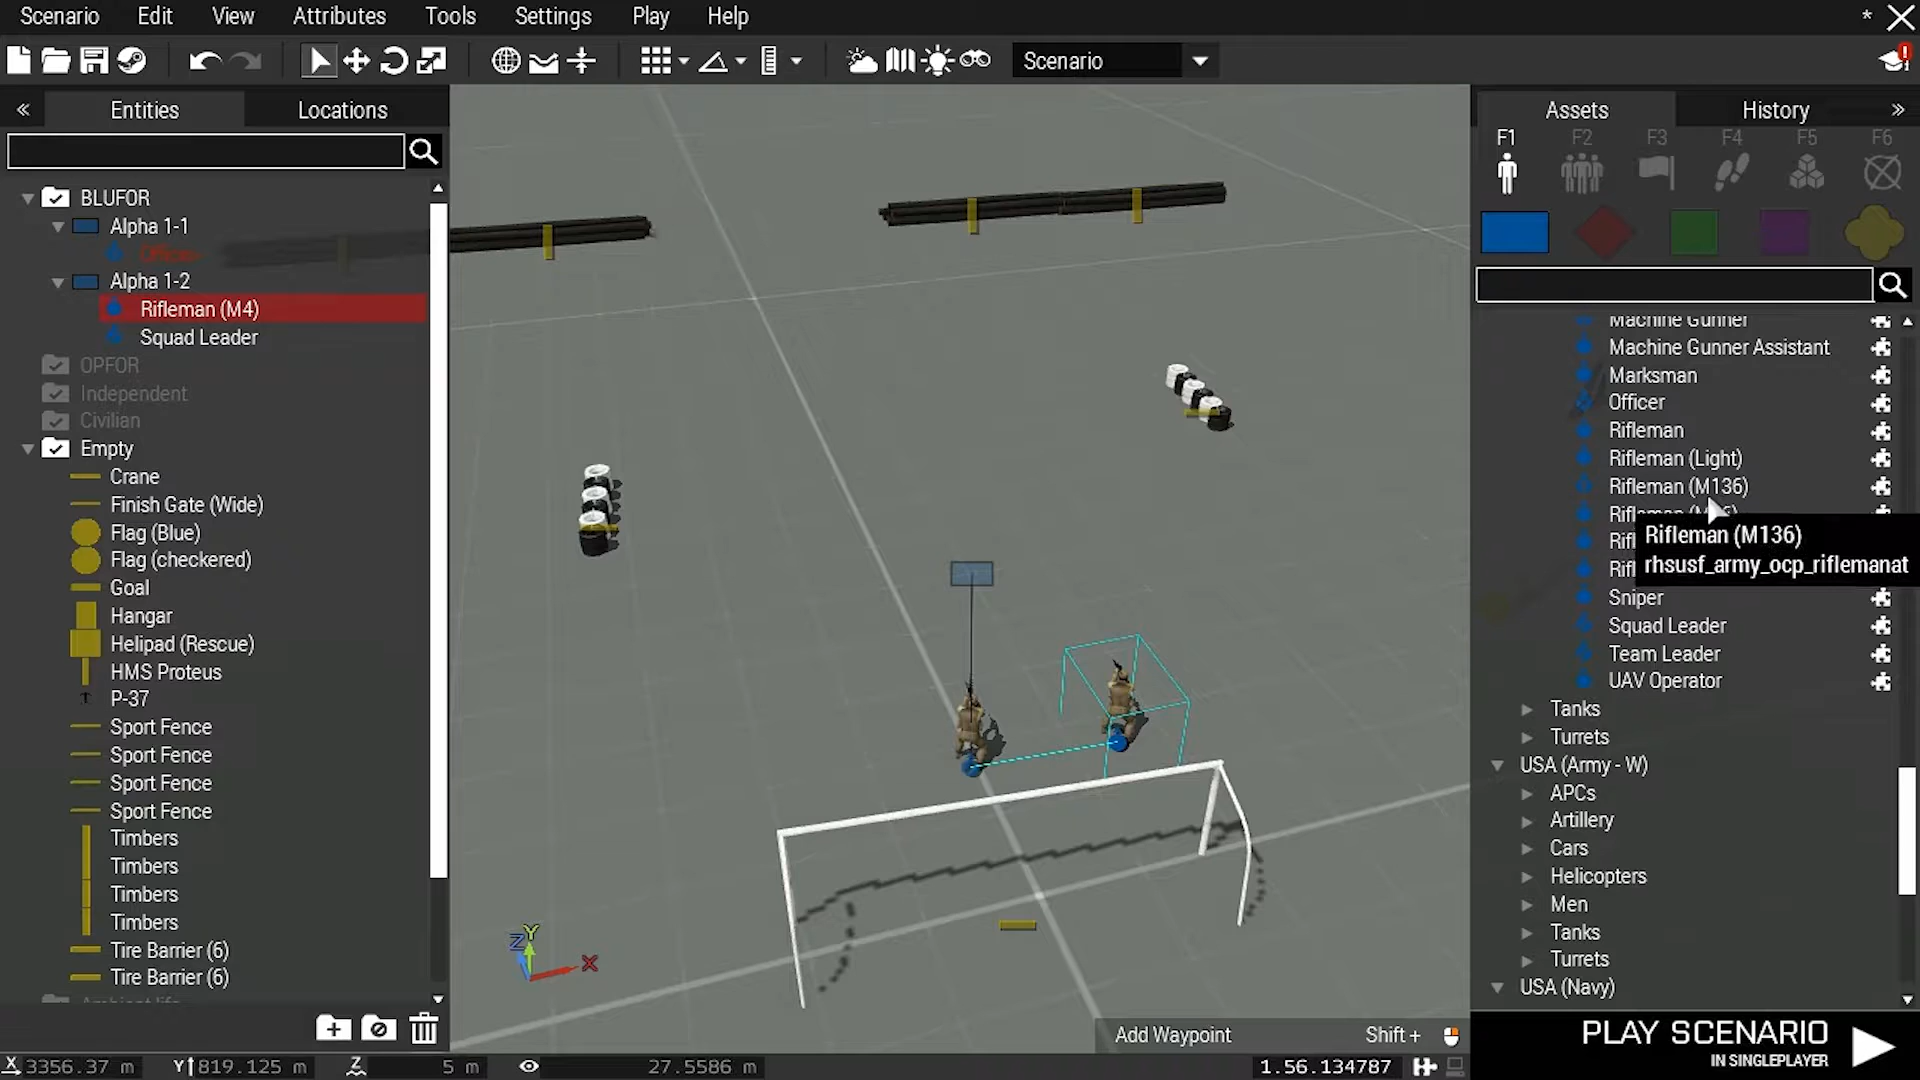 Scenario Edit View Attributes Tools Settings Play Help *
Scenario
Entities Locations
BLUFOR
Alpha 1-1
Officer
Alpha 1-2
Rifleman (M4)
Squad Leader
OPFOR
Independent
Civilian
Empty
Crane
Finish Gate (Wide)
Flag (Blue)
Flag (checkered)
Goal
Hangar
Helipad (Rescue)
HMS Proteus
P-37
Sport Fence
Sport Fence
Sport Fence
Sport Fence
Timbers
Timbers
Timbers
Timbers
Tire Barrier (6)
Tire Barrier (6)
Z Y X
Assets History
F1 F2 F3 F4 F5 F6
Machine Gunner
Machine Gunner Assistant
Marksman
Officer
Rifleman
Rifleman (Light)
Rifleman (M136)
Rifleman (M136)
rhsusf_army_ocp_riflemanat
Sniper
Squad Leader
Team Leader
UAV Operator
Tanks
Turrets
USA (Army - W)
APCs
Artillery
Cars
Helicopters
Men
Tanks
Turrets
USA (Navy)
Add Waypoint Shift +
PLAY SCENARIO
IN SINGLEPLAYER
X 3356.37 m Y 819.125 m Z 5 m 27.5586 m 1.56.134787